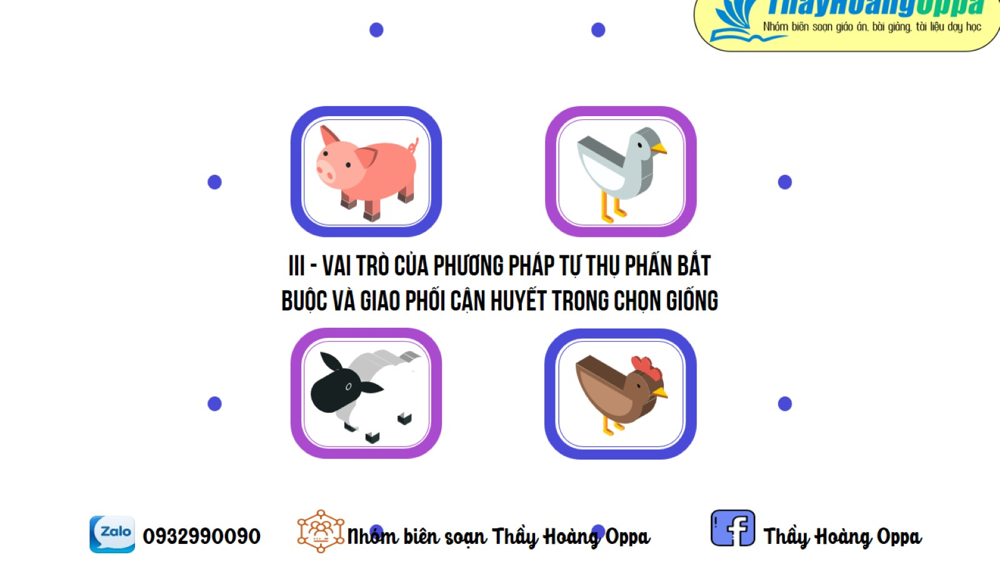 ThayHoangOppa
Nhóm biên soạn giáo án, bài giảng, tài liệu dạy học
III - VAI TRÒ CỦA PHƯƠNG PHÁP TỰ THỤ PHẤN BẮT
BUỘC VÀ GIAO PHỐI CẬN HUYẾT TRONG CHỌN GIỐNG
Zalo 0932990090
Nhóm biên soạn Thầy Hoàng Oppa
f Thầy Hoàng Oppa